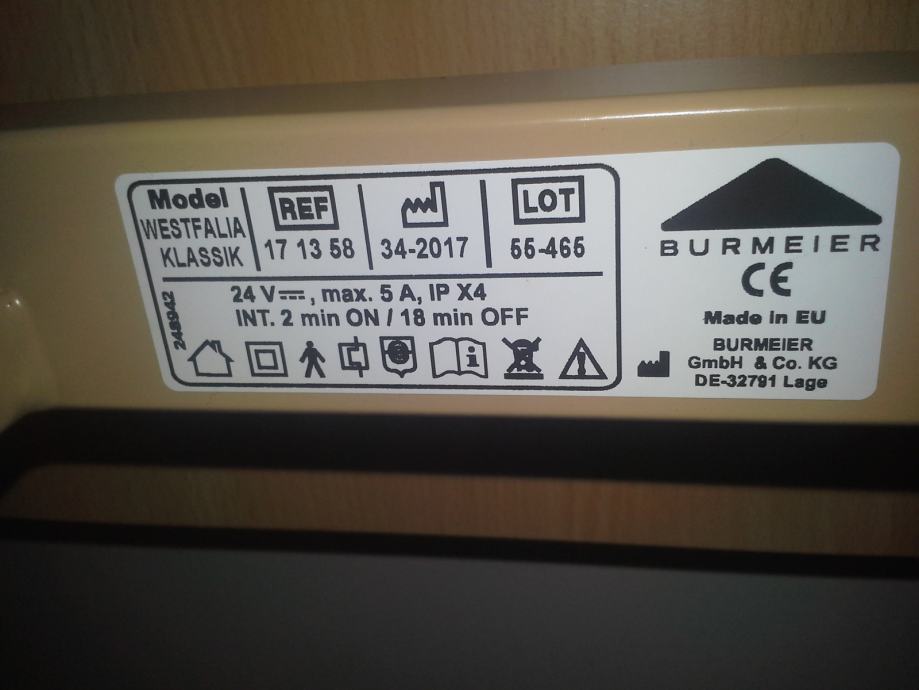 Model
WESTFALIA
KLASSIK
REF
17 13 58
34-2017
LOT
55-465
24 V⎓, max. 5 A, IP X4
INT. 2 min ON / 18 min OFF
248942
BURMEIER
CE
Made in EU
BURMEIER
GmbH & Co. KG
DE-32791 Lage